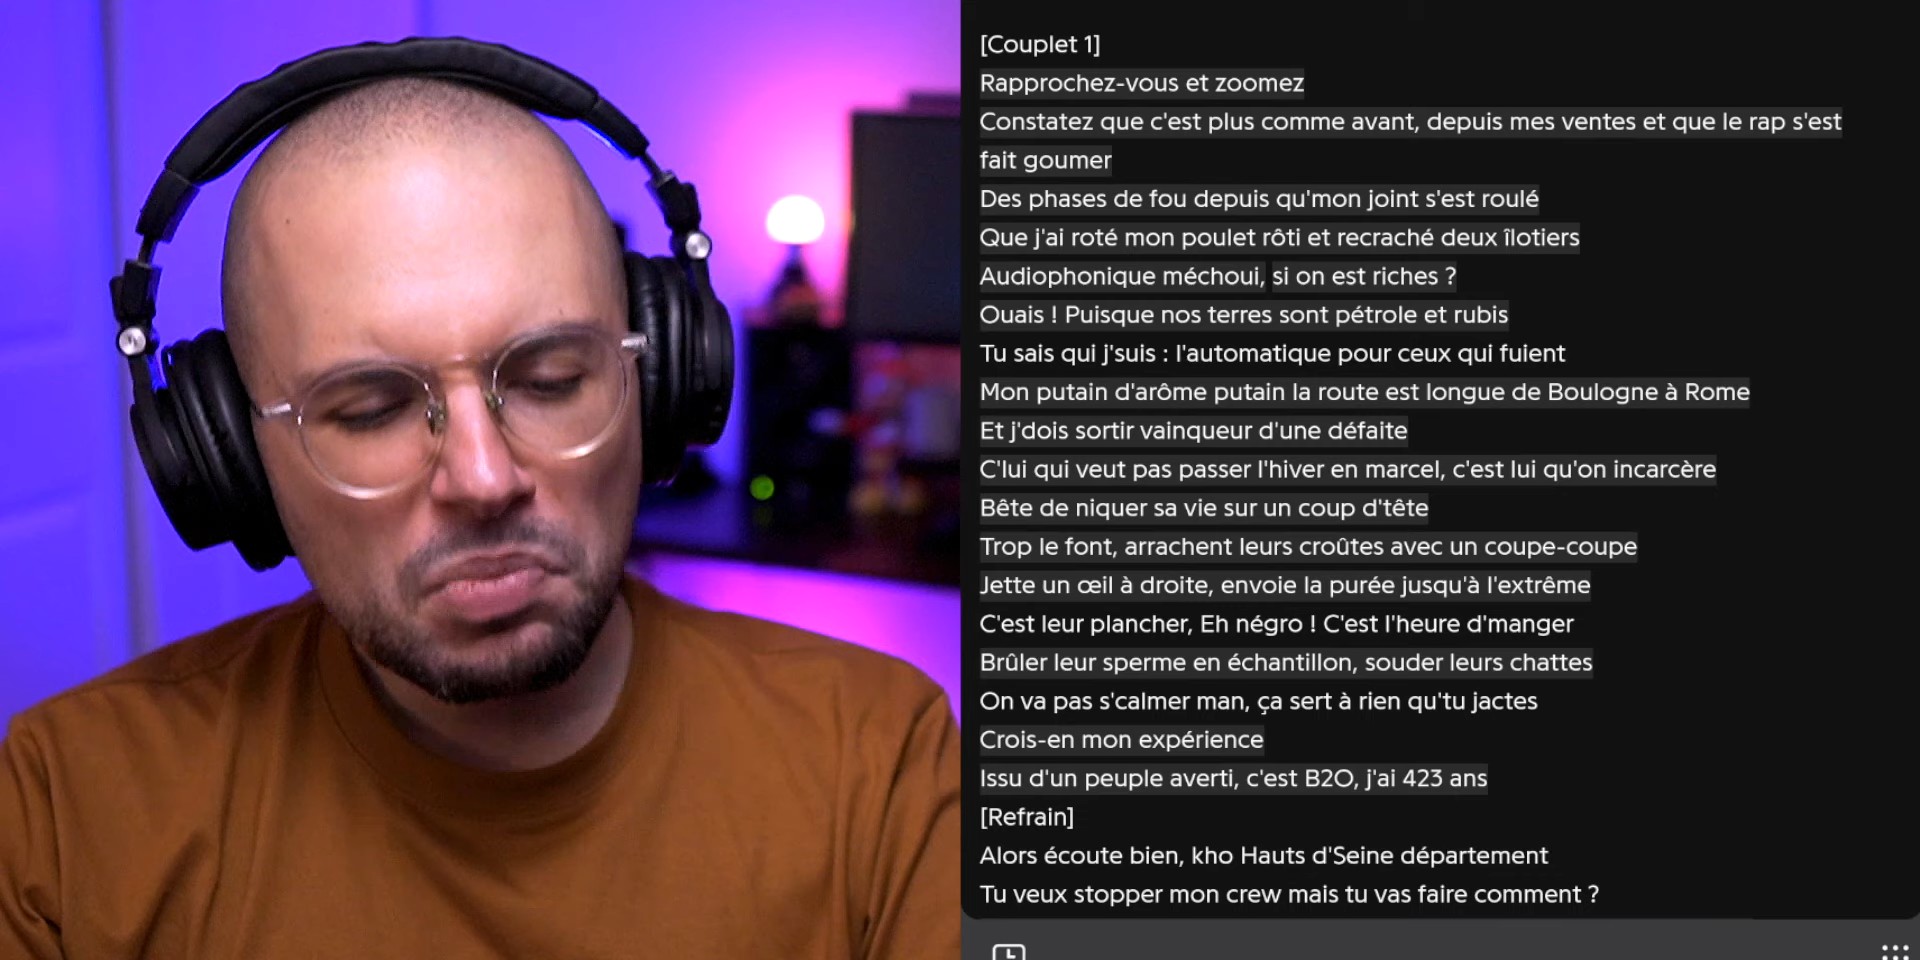 [Couplet 1]
Rapprochez-vous et zoomez
Constatez que c'est plus comme avant, depuis mes ventes et que le rap s'est
fait goumer
Des phases de fou depuis qu'mon joint s'est roulé
Que j'ai roté mon poulet rôti et recraché deux îlotiers
Audiophonique méchoui, si on est riches ?
Ouais ! Puisque nos terres sont pétrole et rubis
Tu sais qui j'suis : l'automatique pour ceux qui fuient
Mon putain d'arôme putain la route est longue de Boulogne à Rome
Et j'dois sortir vainqueur d'une défaite
C'lui qui veut pas passer l'hiver en marcel, c'est lui qu'on incarcère
Bête de niquer sa vie sur un coup d'tête
Trop le font, arrachent leurs croûtes avec un coupe-coupe
Jette un œil à droite, envoie la purée jusqu'à l'extrême
C'est leur plancher, Eh négro ! C'est l'heure d'manger
Brûler leur sperme en échantillon, souder leurs chattes
On va pas s'calmer man, ça sert à rien qu'tu jactes
Crois-en mon expérience
Issu d'un peuple averti, c'est B2O, j'ai 423 ans
[Refrain]
Alors écoute bien, kho Hauts d'Seine département
Tu veux stopper mon crew mais tu vas faire comment ?